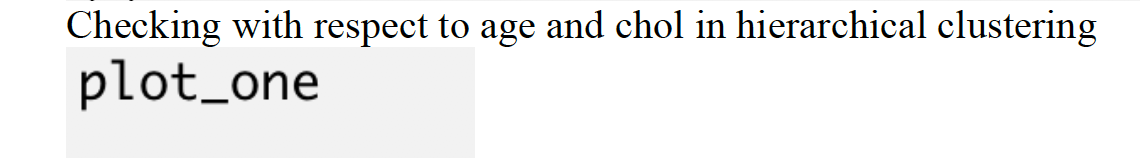 Checking with respect to age and chol in hierarchical clustering
plot_one